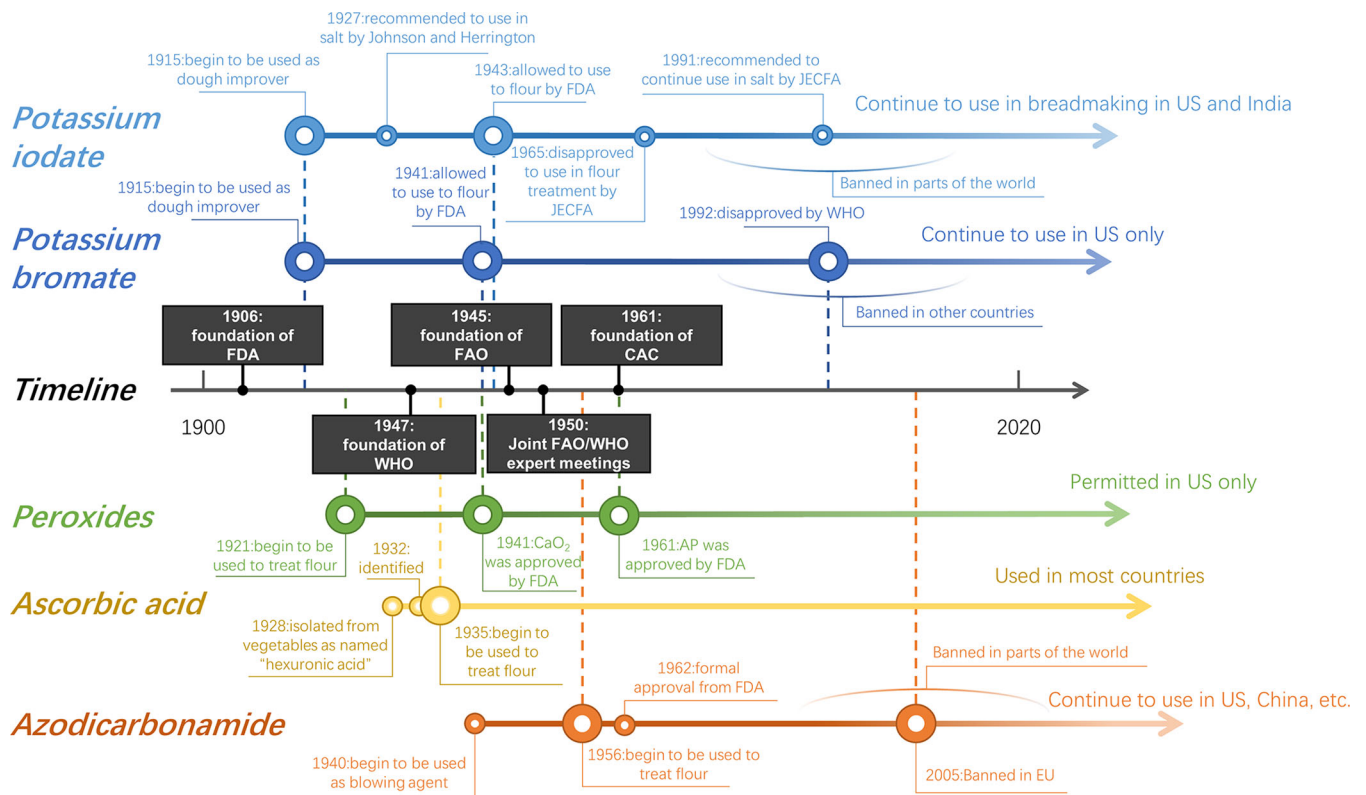 1927:recommended to use in
salt by Johnson and Herrington
1915:begin to be used as
dough improver
1943:allowed to use
to flour by FDA
1991:recommended to
continue use in salt by JECFA
Continue to use in breadmaking in US and India
Potassium
iodate
1965:disapproved
to use in flour
treatment by
JECFA
Banned in parts of the world
1915:begin to be used as
dough improver
1941:allowed
to use to flour
by FDA
1992:disapproved by WHO
Continue to use in US only
Potassium
bromate
Banned in other countries
1906:
foundation of
FDA
1945:
foundation of
FAO
1961:
foundation of
CAC
Timeline
1900
2020
1947:
foundation of
WHO
1950:
Joint FAO/WHO
expert meetings
Permitted in US only
Peroxides
1921:begin to be
used to treat flour
1941:CaO₂
was approved
by FDA
1961:AP was
approved by FDA
1932:
identified
Used in most countries
Ascorbic acid
1928:isolated from
vegetables as named
“hexuronic acid”
1935:begin to
be used to
treat flour
Banned in parts of the world
1962:formal
approval from FDA
Continue to use in US, China, etc.
Azodicarbonamide
1940:begin to be used
as blowing agent
1956:begin to be used to
treat flour
2005:Banned in EU